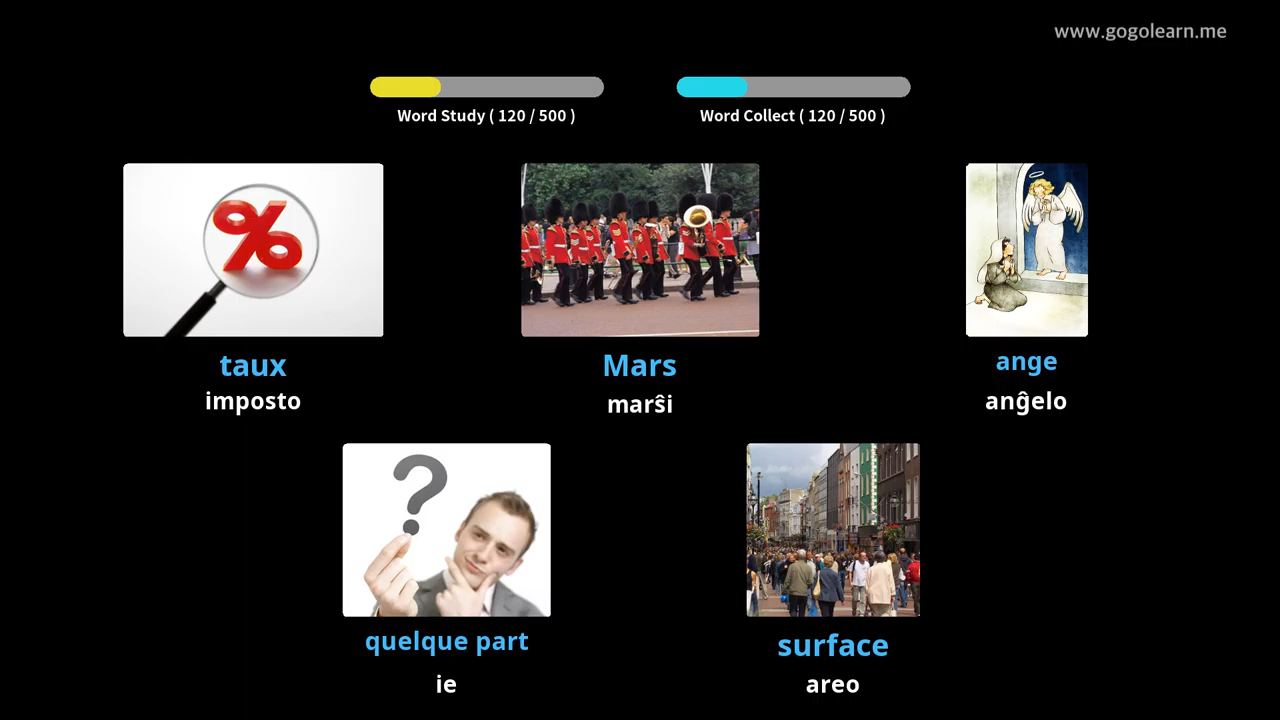 www.gogolearn.me
Word Study ( 120 / 500 )
Word Collect ( 120 / 500 )
%
taux
imposto
Mars
marŝi
ange
anĝelo
?
quelque part
ie
surface
areo